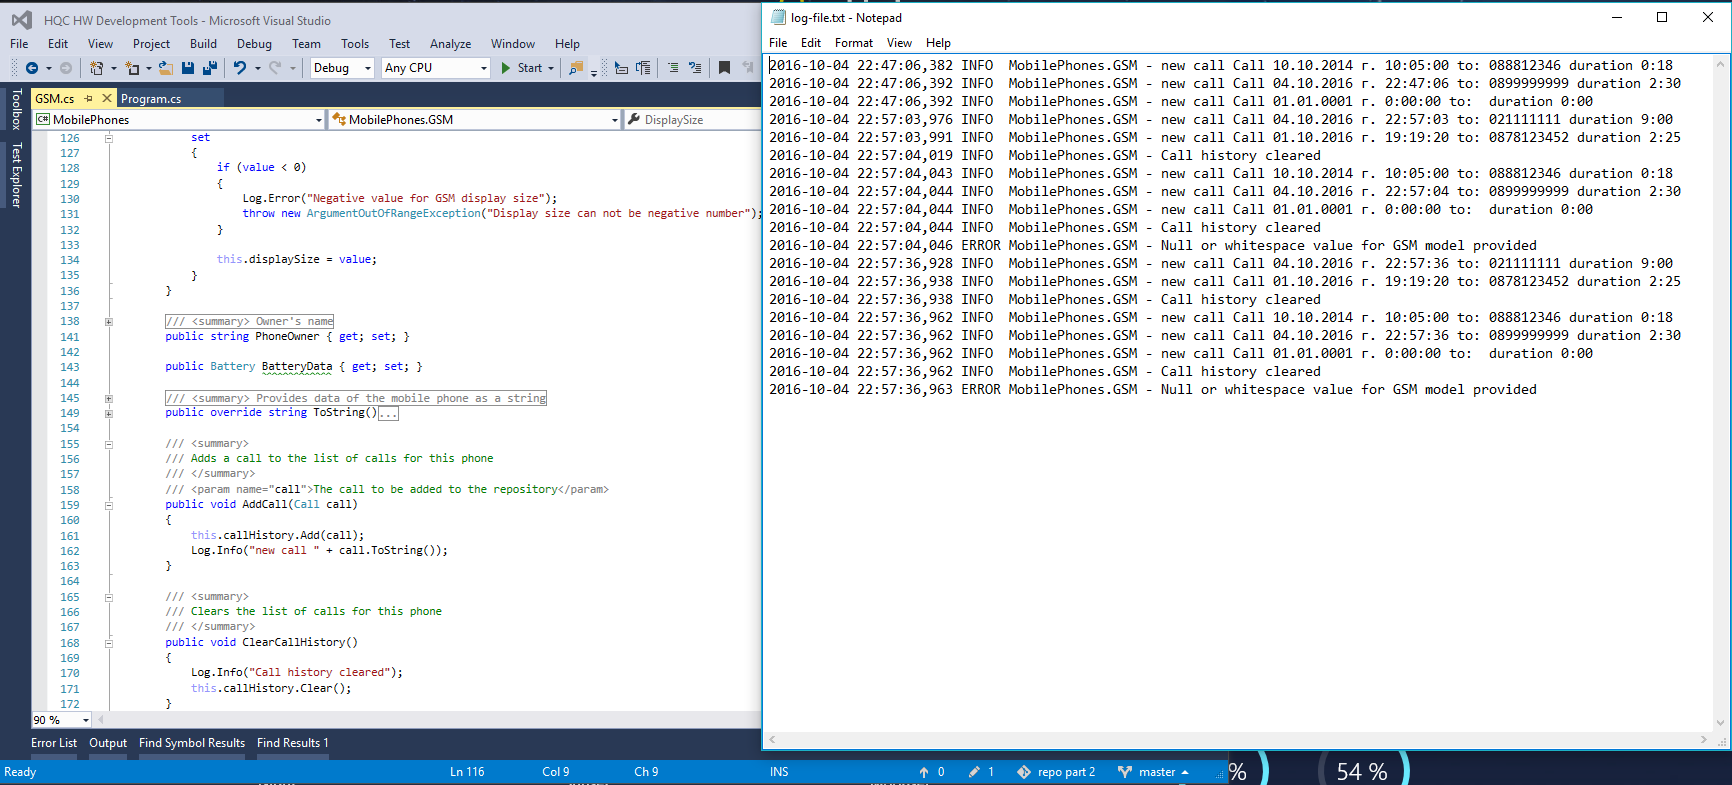 HQC HW Development Tools - Microsoft Visual Studio
File Edit View Project Build Debug Team Tools Test Analyze Window Help
Debug Any CPU Start
Toolbox
Test Explorer
GSM.cs Program.cs
C# MobilePhones MobilePhones.GSM DisplaySize
126 set
127 {
128 if (value < 0)
129 {
130 Log.Error("Negative value for GSM display size");
131 throw new ArgumentOutOfRangeException("Display size can not be negative number");
132 }
133
134 this.displaySize = value;
135 }
136 }
137
138 /// <summary> Owner's name
141 public string PhoneOwner { get; set; }
142
143 public Battery BatteryData { get; set; }
144
145 /// <summary> Provides data of the mobile phone as a string
149 public override string ToString()...
154
155 /// <summary>
156 /// Adds a call to the list of calls for this phone
157 /// </summary>
158 /// <param name="call">The call to be added to the repository</param>
159 public void AddCall(Call call)
160 {
161 this.callHistory.Add(call);
162 Log.Info("new call " + call.ToString());
163 }
164
165 /// <summary>
166 /// Clears the list of calls for this phone
167 /// </summary>
168 public void ClearCallHistory()
169 {
170 Log.Info("Call history cleared");
171 this.callHistory.Clear();
172 }
90 %
Error List Output Find Symbol Results Find Results 1
Ready Ln 116 Col 9 Ch 9 INS 0 1 repo part 2 master
log-file.txt - Notepad
File Edit Format View Help
2016-10-04 22:47:06,382 INFO MobilePhones.GSM - new call Call 10.10.2014 г. 10:05:00 to: 088812346 duration 0:18
2016-10-04 22:47:06,392 INFO MobilePhones.GSM - new call Call 04.10.2016 г. 22:47:06 to: 0899999999 duration 2:30
2016-10-04 22:47:06,392 INFO MobilePhones.GSM - new call Call 01.01.0001 г. 0:00:00 to: duration 0:00
2016-10-04 22:57:03,976 INFO MobilePhones.GSM - new call Call 04.10.2016 г. 22:57:03 to: 021111111 duration 9:00
2016-10-04 22:57:03,991 INFO MobilePhones.GSM - new call Call 01.10.2016 г. 19:19:20 to: 0878123452 duration 2:25
2016-10-04 22:57:04,019 INFO MobilePhones.GSM - Call history cleared
2016-10-04 22:57:04,043 INFO MobilePhones.GSM - new call Call 10.10.2014 г. 10:05:00 to: 088812346 duration 0:18
2016-10-04 22:57:04,044 INFO MobilePhones.GSM - new call Call 04.10.2016 г. 22:57:04 to: 0899999999 duration 2:30
2016-10-04 22:57:04,044 INFO MobilePhones.GSM - new call Call 01.01.0001 г. 0:00:00 to: duration 0:00
2016-10-04 22:57:04,044 INFO MobilePhones.GSM - Call history cleared
2016-10-04 22:57:04,046 ERROR MobilePhones.GSM - Null or whitespace value for GSM model provided
2016-10-04 22:57:36,928 INFO MobilePhones.GSM - new call Call 04.10.2016 г. 22:57:36 to: 021111111 duration 9:00
2016-10-04 22:57:36,938 INFO MobilePhones.GSM - new call Call 01.10.2016 г. 19:19:20 to: 0878123452 duration 2:25
2016-10-04 22:57:36,938 INFO MobilePhones.GSM - Call history cleared
2016-10-04 22:57:36,962 INFO MobilePhones.GSM - new call Call 10.10.2014 г. 10:05:00 to: 088812346 duration 0:18
2016-10-04 22:57:36,962 INFO MobilePhones.GSM - new call Call 04.10.2016 г. 22:57:36 to: 0899999999 duration 2:30
2016-10-04 22:57:36,962 INFO MobilePhones.GSM - new call Call 01.01.0001 г. 0:00:00 to: duration 0:00
2016-10-04 22:57:36,962 INFO MobilePhones.GSM - Call history cleared
2016-10-04 22:57:36,963 ERROR MobilePhones.GSM - Null or whitespace value for GSM model provided
% 54 %